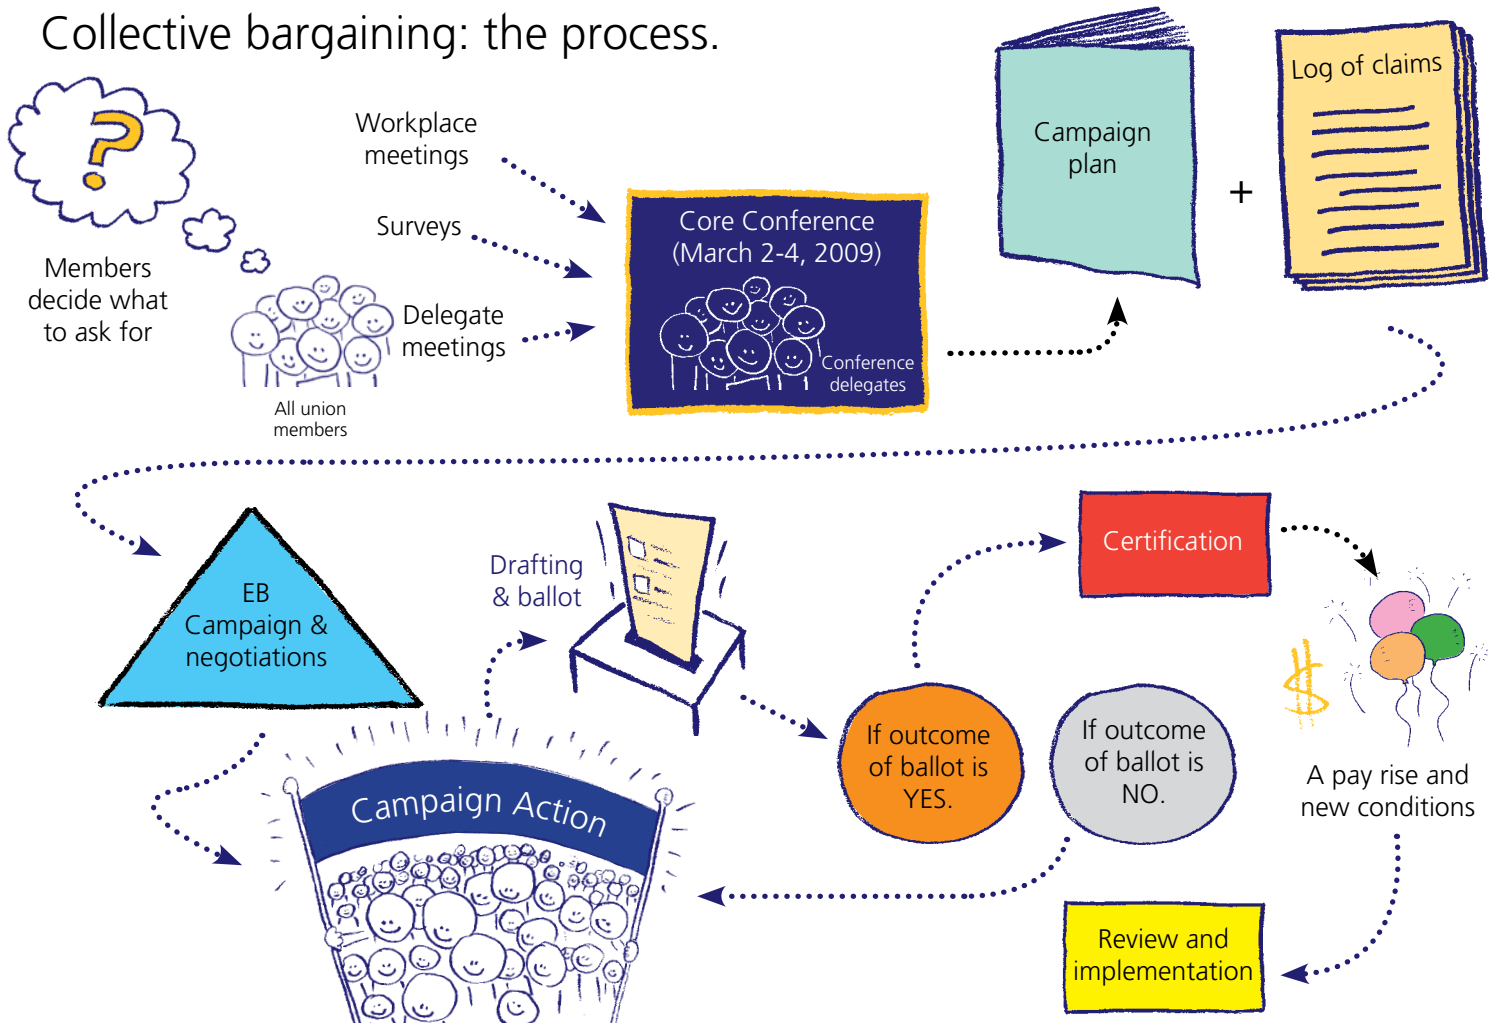 Collective bargaining: the process.
?
Members
decide what
to ask for
All union
members
Workplace
meetings
Surveys
Delegate
meetings
Core Conference
(March 2-4, 2009)
Conference
delegates
Campaign
plan
+
Log of claims
EB
Campaign &
negotiations
Campaign Action
Drafting
& ballot
If outcome
of ballot is
YES.
If outcome
of ballot is
NO.
Certification
$
A pay rise and
new conditions
Review and
implementation